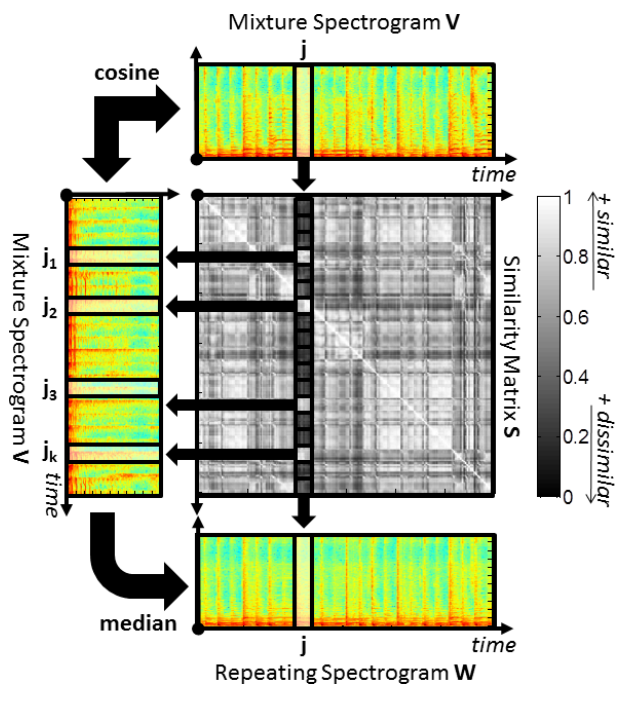 Mixture Spectrogram V
j
cosine
time
Mixture Spectrogram V
time
j1
j2
j3
jk
Similarity Matrix S
1
0.8
0.6
0.4
0.2
0
+ similar
+ dissimilar
median
j
time
Repeating Spectrogram W